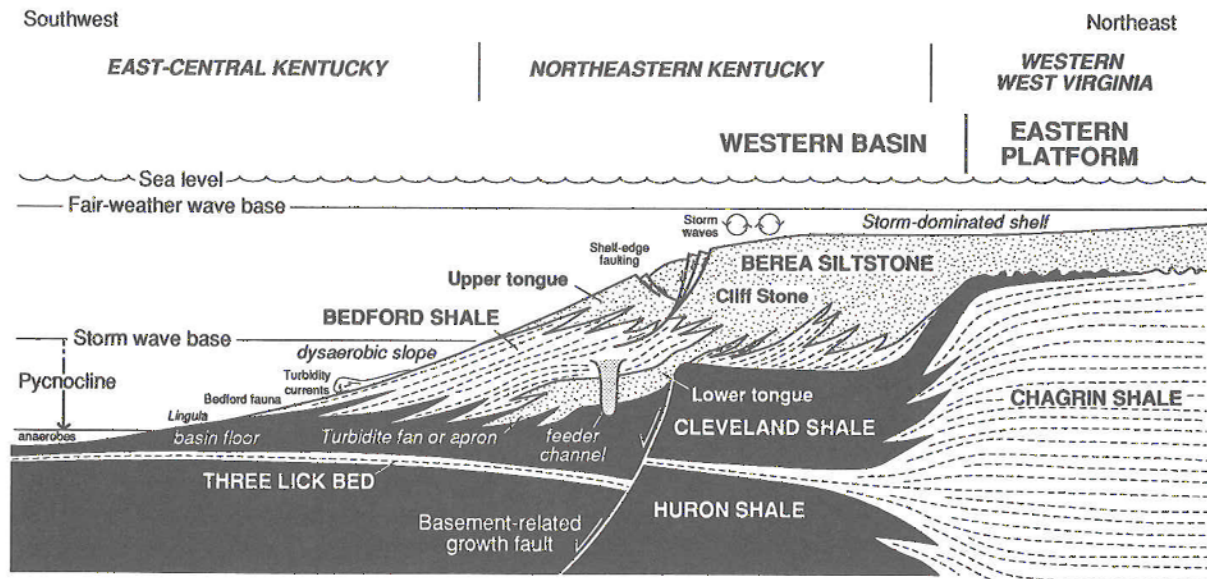 Southwest
Northeast
EAST-CENTRAL KENTUCKY
NORTHEASTERN KENTUCKY
WESTERN
WEST VIRGINIA
WESTERN BASIN
EASTERN
PLATFORM
Sea level
Fair-weather wave base
Storm
waves
Storm-dominated shelf
Shelf-edge
faulting
BEREA SILTSTONE
Upper tongue
Cliff Stone
BEDFORD SHALE
Storm wave base
dysaerobic slope
Pycnocline
Turbidity
currents
Bedford fauna
Lower tongue
CHAGRIN SHALE
Lingula
anaerobes
basin floor
Turbidite fan or apron
feeder
channel
CLEVELAND SHALE
THREE LICK BED
HURON SHALE
Basement-related
growth fault